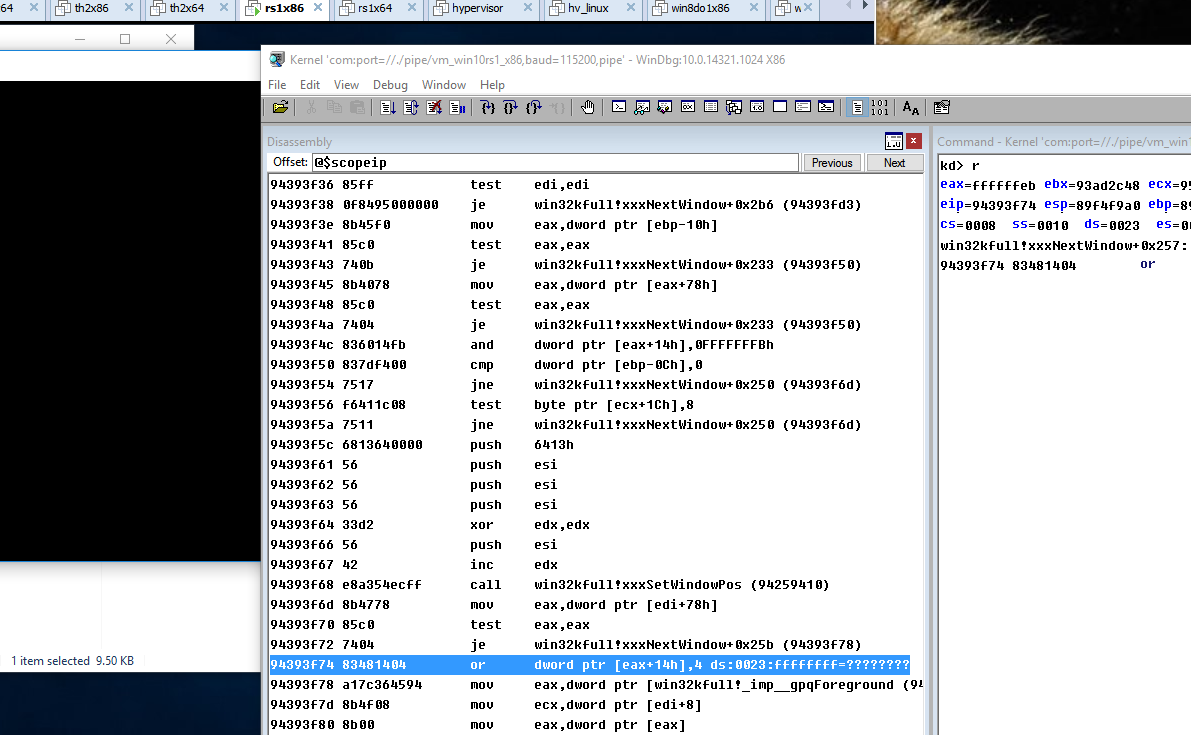 64 th2x86 th2x64 rs1x86 rs1x64 hypervisor hv_linux win8do1x86 w
Kernel 'com:port=//./pipe/vm_win10rs1_x86,baud=115200,pipe' - WinDbg:10.0.14321.1024 X86
File Edit View Debug Window Help
Disassembly
Offset: @$scopeip Previous Next
94393f36 85ff test edi,edi
94393f38 0f8495000000 je win32kfull!xxxNextWindow+0x2b6 (94393fd3)
94393f3e 8b45f0 mov eax,dword ptr [ebp-10h]
94393f41 85c0 test eax,eax
94393f43 740b je win32kfull!xxxNextWindow+0x233 (94393f50)
94393f45 8b4078 mov eax,dword ptr [eax+78h]
94393f48 85c0 test eax,eax
94393f4a 7404 je win32kfull!xxxNextWindow+0x233 (94393f50)
94393f4c 836014fb and dword ptr [eax+14h],0FFFFFFFBh
94393f50 837df400 cmp dword ptr [ebp-0Ch],0
94393f54 7517 jne win32kfull!xxxNextWindow+0x250 (94393f6d)
94393f56 f6411c08 test byte ptr [ecx+1Ch],8
94393f5a 7511 jne win32kfull!xxxNextWindow+0x250 (94393f6d)
94393f5c 6813640000 push 6413h
94393f61 56 push esi
94393f62 56 push esi
94393f63 56 push esi
94393f64 33d2 xor edx,edx
94393f66 56 push esi
94393f67 42 inc edx
94393f68 e8a354ecff call win32kfull!xxxSetWindowPos (94259410)
94393f6d 8b4778 mov eax,dword ptr [edi+78h]
94393f70 85c0 test eax,eax
94393f72 7404 je win32kfull!xxxNextWindow+0x25b (94393f78)
94393f74 83481404 or dword ptr [eax+14h],4 ds:0023:ffffffff=????????
94393f78 a17c364594 mov eax,dword ptr [win32kfull!_imp__gpqForeground (94
94393f7d 8b4f08 mov ecx,dword ptr [edi+8]
94393f80 8b00 mov eax,dword ptr [eax]
Command - Kernel 'com:port=//./pipe/vm_win1
kd> r
eax=ffffffeb ebx=93ad2c48 ecx=95
eip=94393f74 esp=89f4f9a0 ebp=89
cs=0008 ss=0010 ds=0023 es=00
win32kfull!xxxNextWindow+0x257:
94393f74 83481404 or
1 item selected 9.50 KB